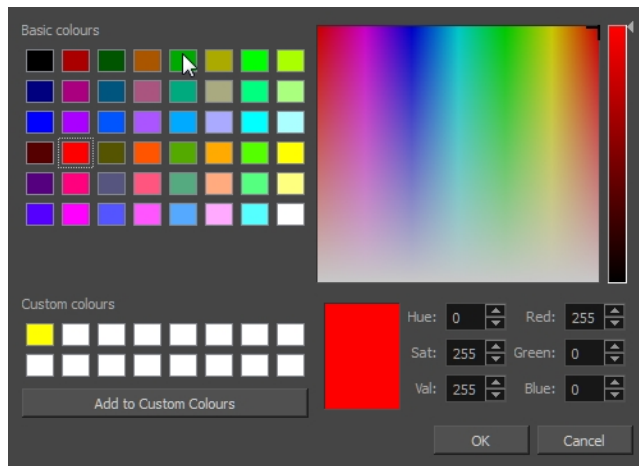 Basic colours
Custom colours
Add to Custom Colours
Hue: 0 Red: 255
Sat: 255 Green: 0
Val: 255 Blue: 0
OK Cancel